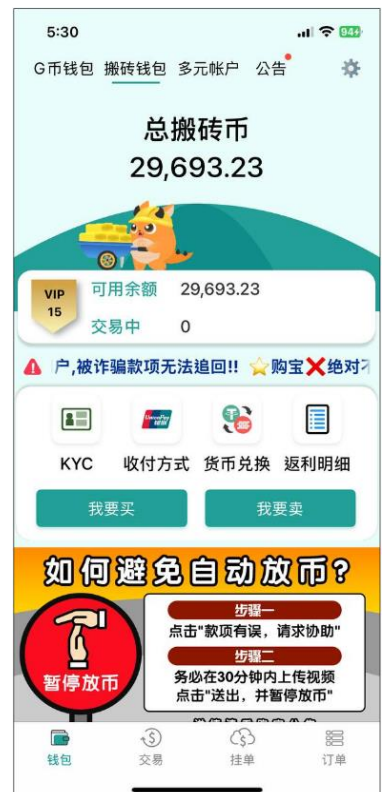 5:30
94
G币钱包 搬砖钱包 多元帐户 公告
总搬砖币
29,693.23
VIP
15
可用余额 29,693.23
交易中 0
户,被诈骗款项无法追回!! ⭐购宝❌绝对
UnionPay
银联
KYC 收付方式 货币兑换 返利明细
我要买 我要卖
如何避免自动放币?
暂停放币
步骤一
点击"款项有误,请求协助"
步骤二
务必在30分钟内上传视频
点击"送出,并暂停放币"
钱包 交易 挂单 订单